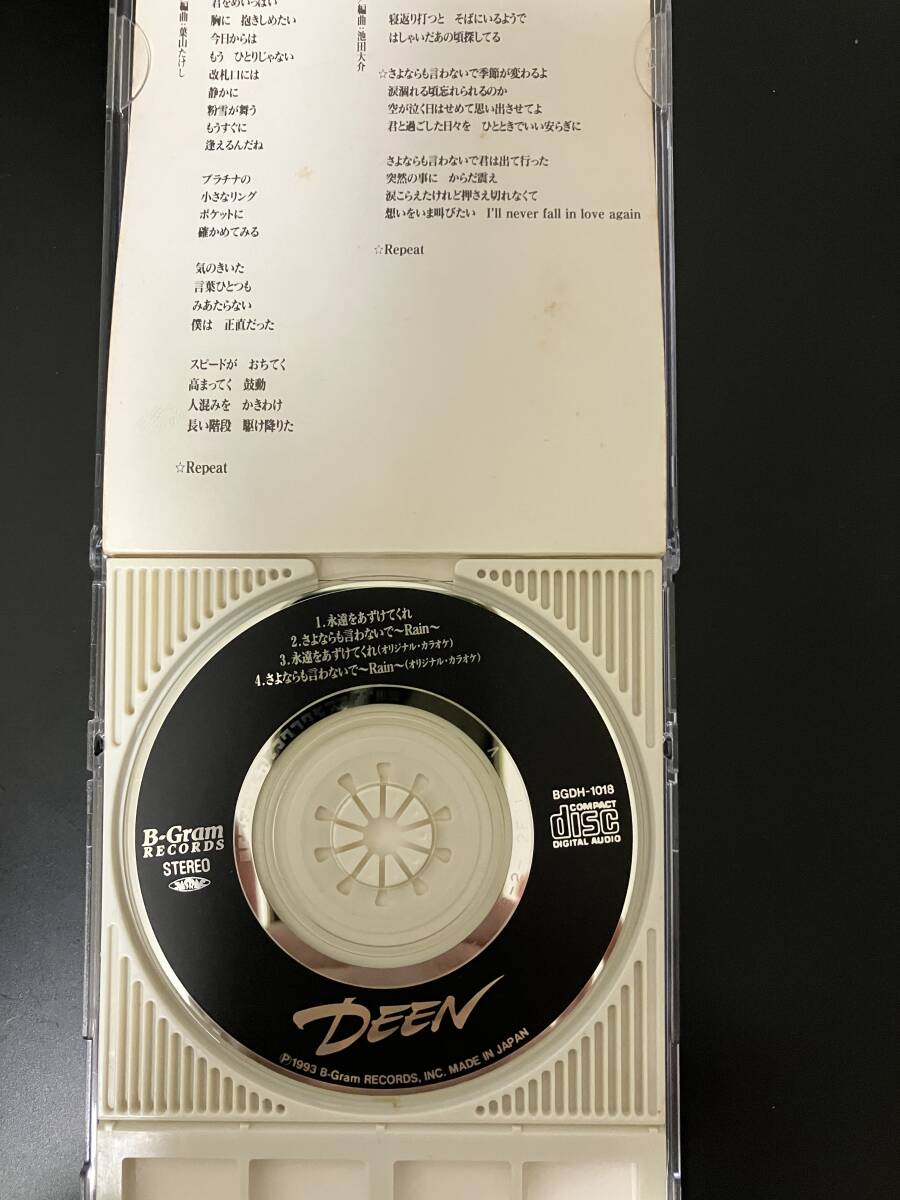 編曲:葉山たけし
君をめいっぱい
胸に 抱きしめたい
今日からは
もう ひとりじゃない
改札口には
静かに
粉雪が舞う
もうすぐに
逢えるんだね
プラチナの
小さなリング
ポケットに
確かめてみる
気のきいた
言葉ひとつも
みあたらない
僕は 正直だった
スピードが おちてく
高まってく 鼓動
人混みを かきわけ
長い階段 駆け降りた
☆Repeat
編曲:池田大介
寝返り打つと そばにいるようで
はしゃいだあの頃探してる
☆さよならも言わないで季節が変わるよ
涙涸れる頃忘れられるのか
空が泣く日はせめて思い出させてよ
君と過ごした日々を ひとときでいい安らぎに
さよならも言わないで君は出て行った
突然の事に からだ震え
涙こらえたけれど押さえ切れなくて
想いをいま叫びたい I'll never fall in love again
☆Repeat
1.永遠をあずけてくれ
2.さよならも言わないで〜Rain〜
3.永遠をあずけてくれ(オリジナル・カラオケ)
4.さよならも言わないで〜Rain〜(オリジナル・カラオケ)
B-Gram
RECORDS
STEREO
JASRAC
BGDH-1018
COMPACT
disc
DIGITAL AUDIO
DEEN
Ⓟ1993 B-Gram RECORDS, INC. MADE IN JAPAN